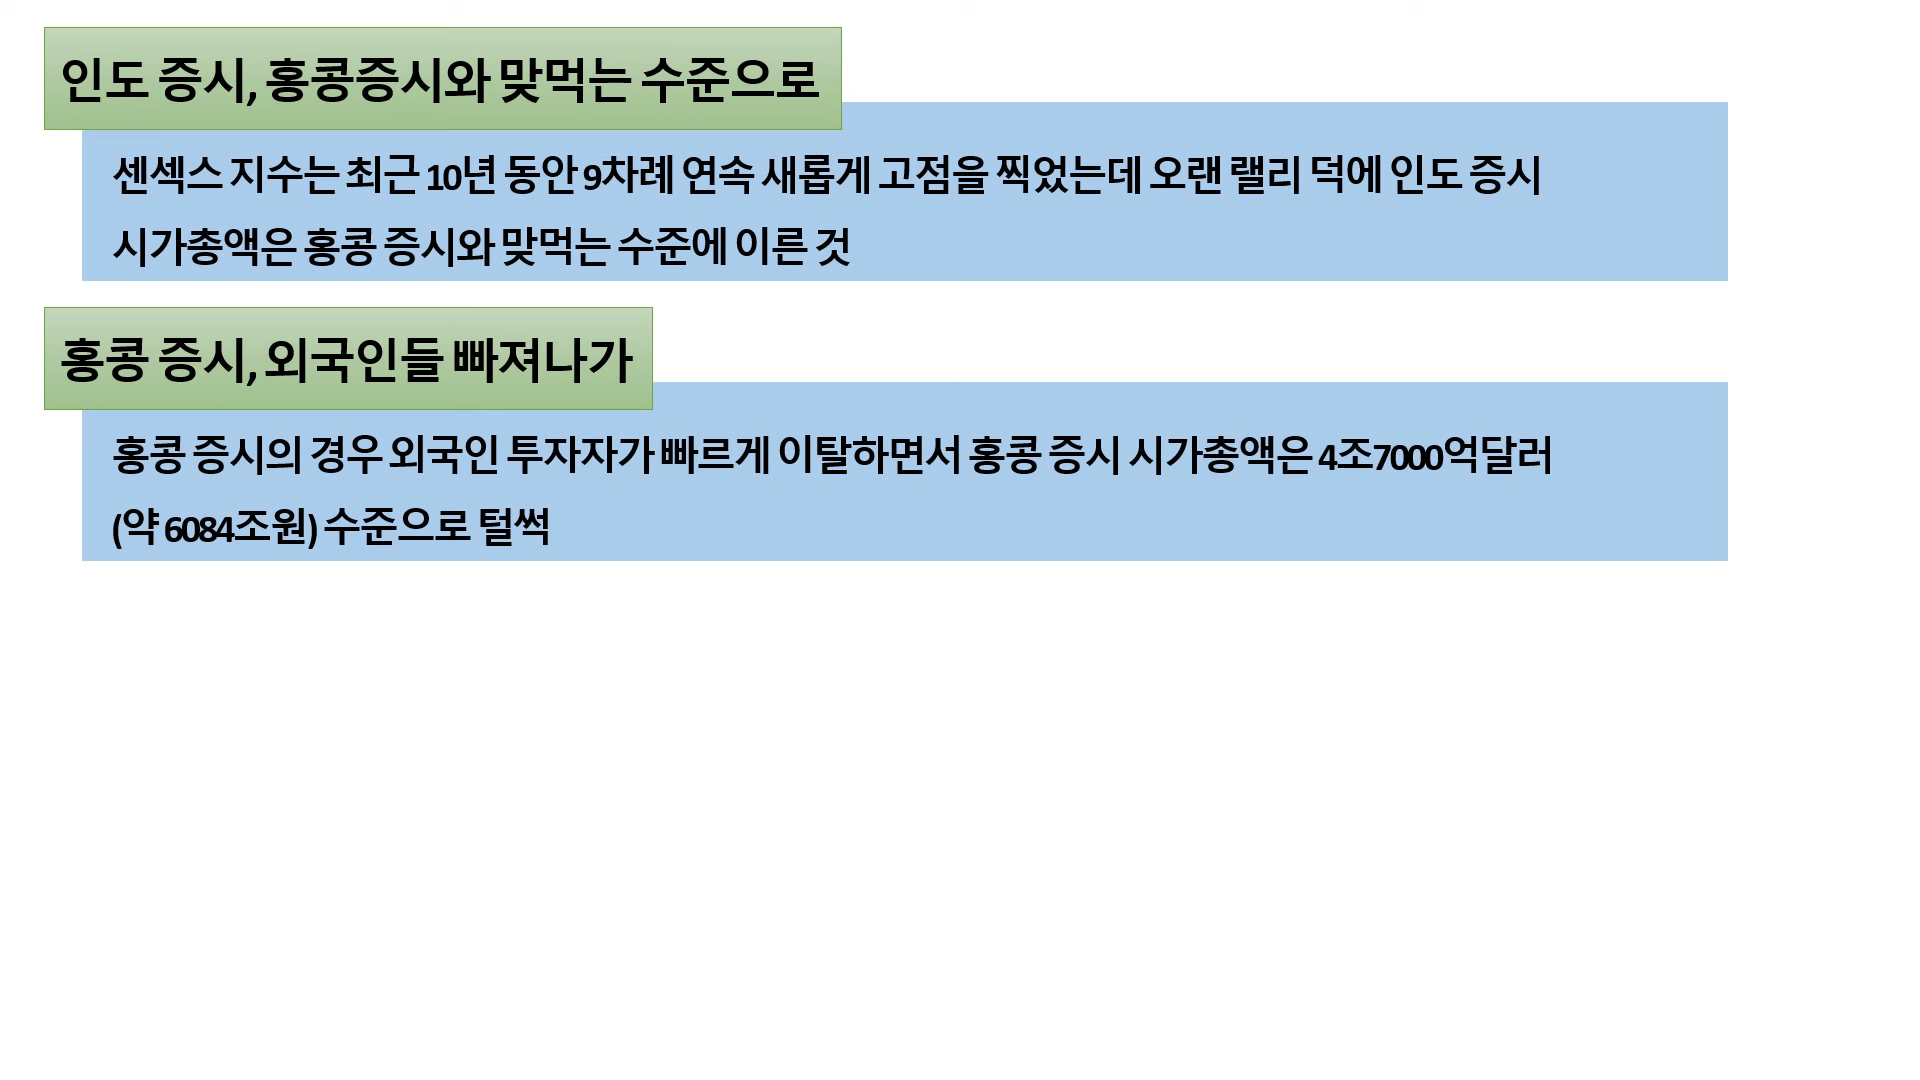 인도 증시, 홍콩증시와 맞먹는 수준으로
센섹스 지수는 최근 10년 동안 9차례 연속 새롭게 고점을 찍었는데 오랜 랠리 덕에 인도 증시
시가총액은 홍콩 증시와 맞먹는 수준에 이른 것
홍콩 증시, 외국인들 빠져나가
홍콩 증시의 경우 외국인 투자자가 빠르게 이탈하면서 홍콩 증시 시가총액은 4조7000억달러
(약 6084조원) 수준으로 털썩